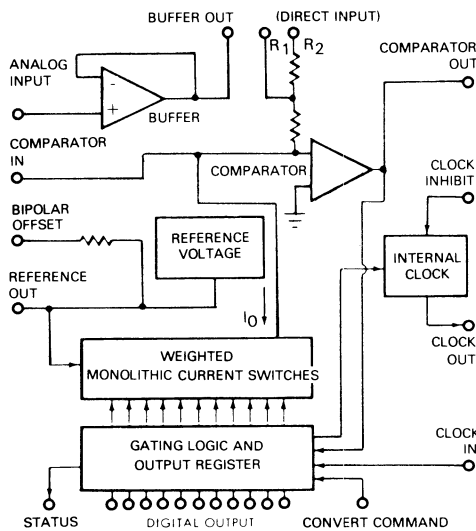 BUFFER OUT
(DIRECT INPUT)
R1 R2
COMPARATOR
OUT
ANALOG
INPUT
-
+
BUFFER
COMPARATOR
IN
COMPARATOR
CLOCK
INHIBIT
BIPOLAR
OFFSET
REFERENCE
VOLTAGE
INTERNAL
CLOCK
REFERENCE
OUT
IO
WEIGHTED
MONOLITHIC CURRENT SWITCHES
CLOCK
OUT
GATING LOGIC AND
OUTPUT REGISTER
CLOCK
IN
STATUS
DIGITAL OUTPUT
CONVERT COMMAND